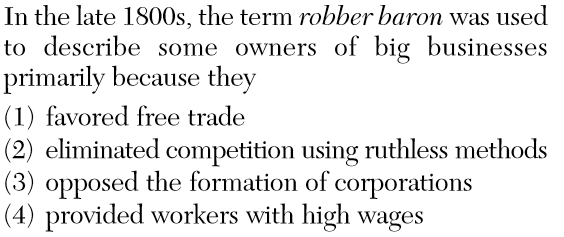 In the late 1800s, the term robber baron was used
to describe some owners of big businesses
primarily because they
(1) favored free trade
(2) eliminated competition using ruthless methods
(3) opposed the formation of corporations
(4) provided workers with high wages